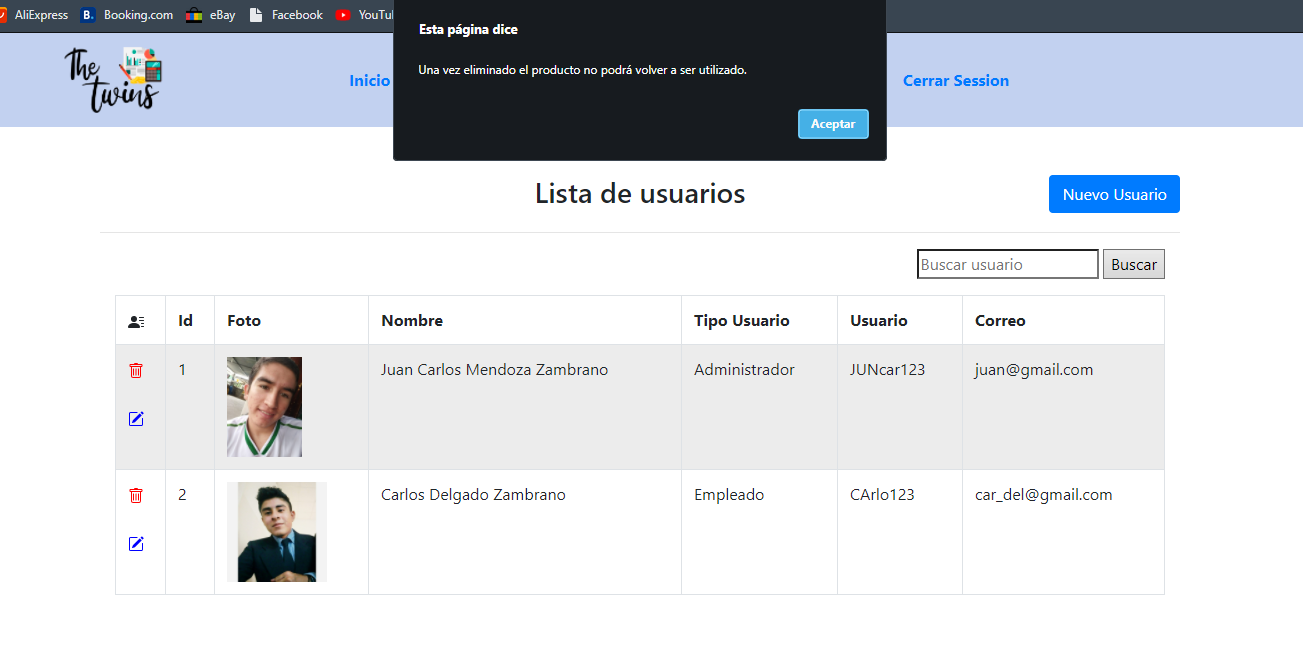 AliExpress B. Booking.com eBay Facebook YouTu
Esta página dice
Una vez eliminado el producto no podrá volver a ser utilizado.
Aceptar
The
twins
Inicio
Cerrar Session
Lista de usuarios
Nuevo Usuario
Buscar usuario Buscar
Id Foto Nombre Tipo Usuario Usuario Correo
1 Juan Carlos Mendoza Zambrano Administrador JUNcar123 juan@gmail.com
2 Carlos Delgado Zambrano Empleado CArlo123 car_del@gmail.com